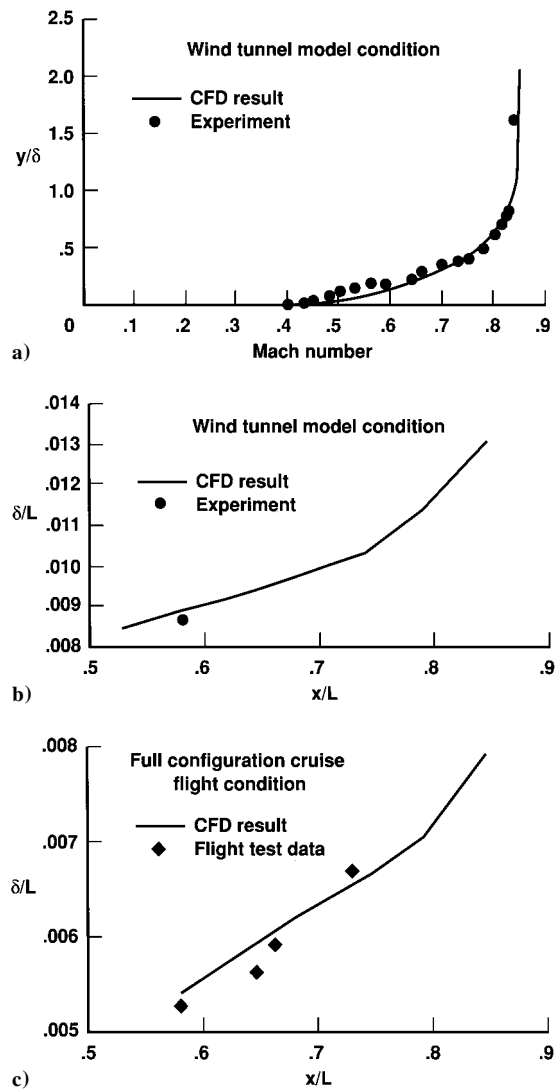 2.5
Wind tunnel model condition
2.0
CFD result
1.5
Experiment
y/δ
1.0
.5
0
0
.1
.2
.3
.4
.5
.6
.7
.8
.9
Mach number
a)
.014
Wind tunnel model condition
.013
.012
CFD result
δ/L
.011
Experiment
.010
.009
.008
.5
.6
.7
.8
.9
b)
x/L
.008
Full configuration cruise
flight condition
.007
CFD result
Flight test data
δ/L
.006
.005
.5
.6
.7
.8
.9
c)
x/L